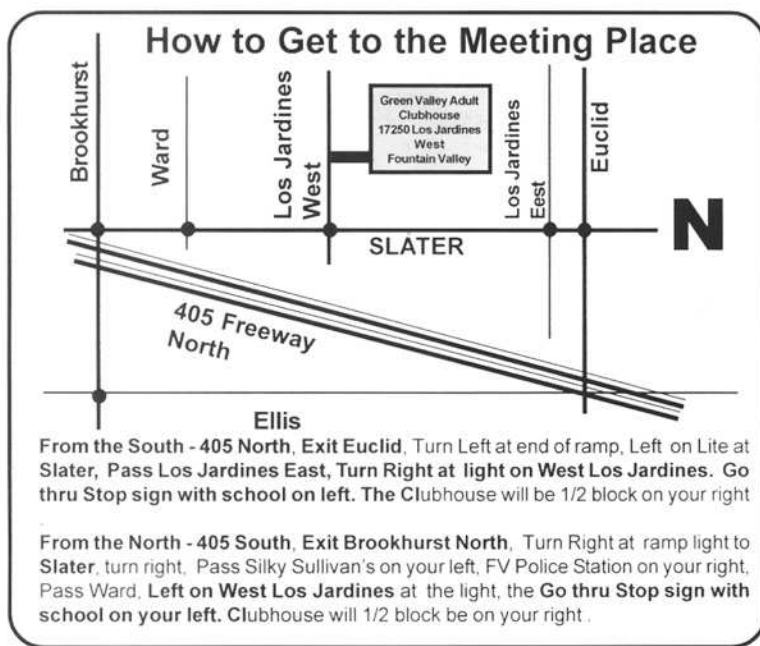 How to Get to the Meeting Place
Brookhurst
Ward
Los Jardines
West
Green Valley Adult
Clubhouse
17250 Los Jardines
West
Fountain Valley
Los Jardines
Eest
Euclid
N
SLATER
405 Freeway
North
Ellis
From the South - 405 North, Exit Euclid, Turn Left at end of ramp, Left on Lite at
Slater, Pass Los Jardines East, Turn Right at light on West Los Jardines. Go
thru Stop sign with school on left. The Clubhouse will be 1/2 block on your right
.
From the North - 405 South, Exit Brookhurst North, Turn Right at ramp light to
Slater, turn right, Pass Silky Sullivan's on your left, FV Police Station on your right,
Pass Ward, Left on West Los Jardines at the light, the Go thru Stop sign with
school on your left. Clubhouse will 1/2 block be on your right .